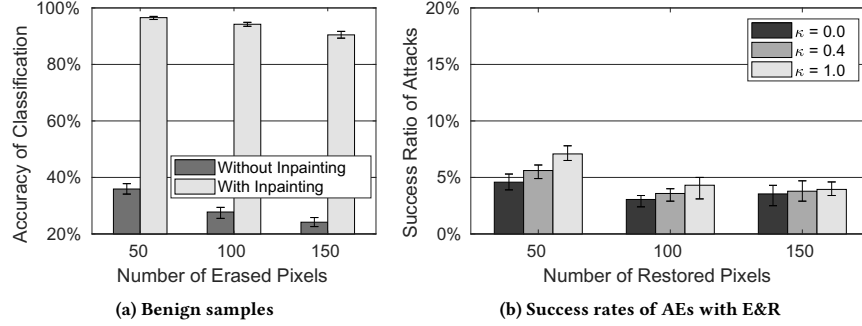 100%
80%
60%
40%
20%
Accuracy of Classification
Without Inpainting
With Inpainting
50 100 150
Number of Erased Pixels
(a) Benign samples
20%
15%
10%
5%
0%
Success Ratio of Attacks
κ = 0.0
κ = 0.4
κ = 1.0
50 100 150
Number of Restored Pixels
(b) Success rates of AEs with E&R